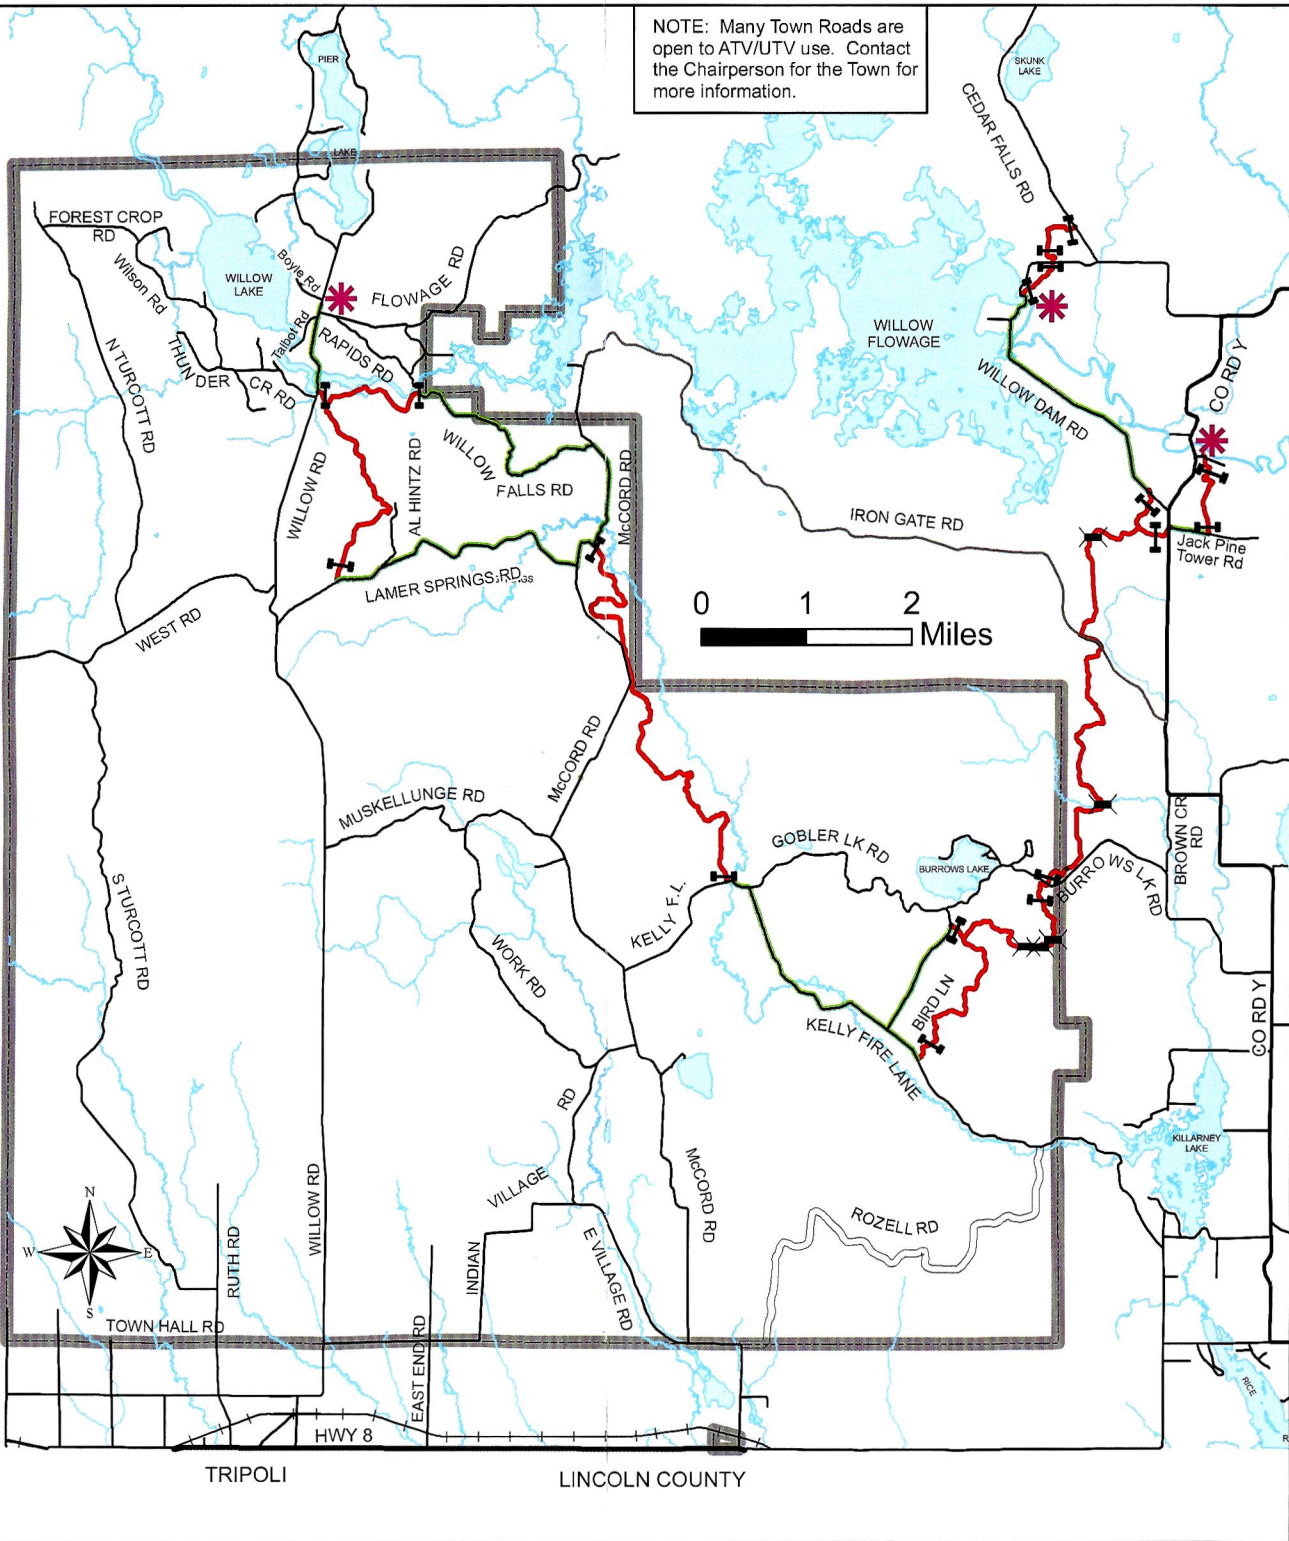 NOTE: Many Town Roads are
open to ATV/UTV use. Contact
the Chairperson for the Town for
more information.
PIER
LAKE
SKUNK
LAKE
CEDAR FALLS RD
FOREST CROP
RD
Wilson Rd
WILLOW
LAKE
Boyle Rd
FLOWAGE RD
Talbot Rd
RAPIDS RD
THUNDER CR RD
N TURCOTT RD
WILLOW
FLOWAGE
WILLOW DAM RD
CO RD Y
WILLOW RD
AL HINTZ RD
WILLOW
FALLS RD
McCORD RD
IRON GATE RD
Jack Pine
Tower Rd
LAMER SPRINGS RD
WEST RD
0 1 2
Miles
McCORD RD
MUSKELLUNGE RD
GOBLER LK RD
BURROWS LAKE
BURROWS LK RD
BROWN CR
RD
S TURCOTT RD
KELLY F.L.
WORK RD
BIRD LN
KELLY FIRE LANE
CO RD Y
KILLARNEY
LAKE
N
W E
S
WILLOW RD
RUTH RD
INDIAN
VILLAGE
RD
E VILLAGE RD
McCORD RD
ROZELL RD
TOWN HALL RD
EAST END RD
RICE
R
HWY 8
TRIPOLI
LINCOLN COUNTY